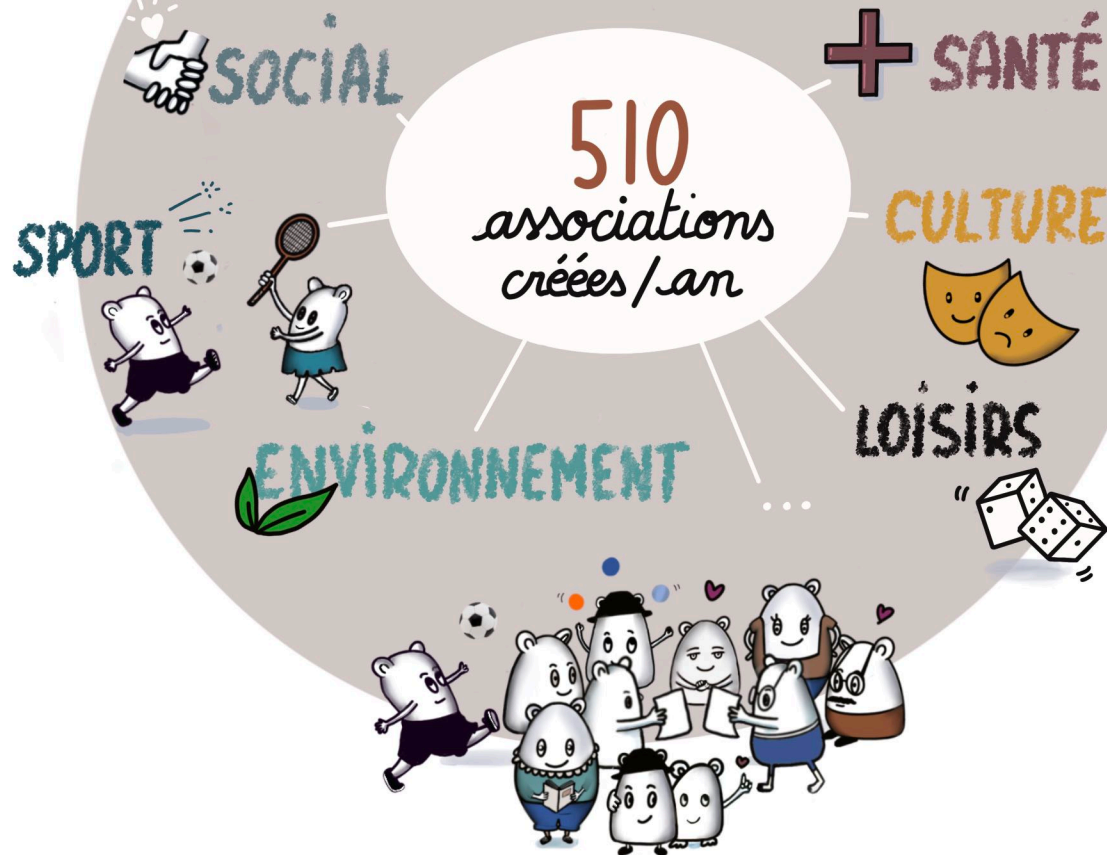 SOCIAL
SANTÉ
510
associations
créées/an
SPORT
CULTURE
LOISIRS
ENVIRONNEMENT
...